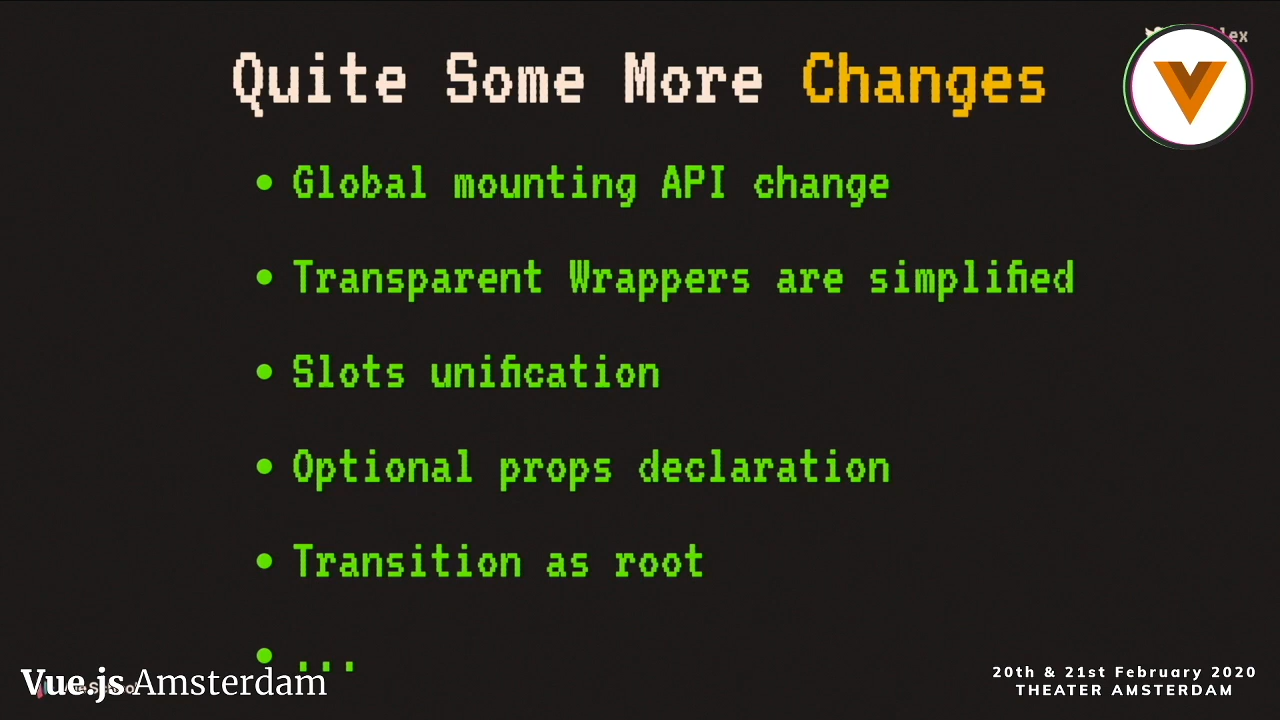 Quite Some More Changes
• Global mounting API change
• Transparent Wrappers are simplified
• Slots unification
• Optional props declaration
• Transition as root
• ...
Vue.js Amsterdam
20th & 21st February 2020
THEATER AMSTERDAM